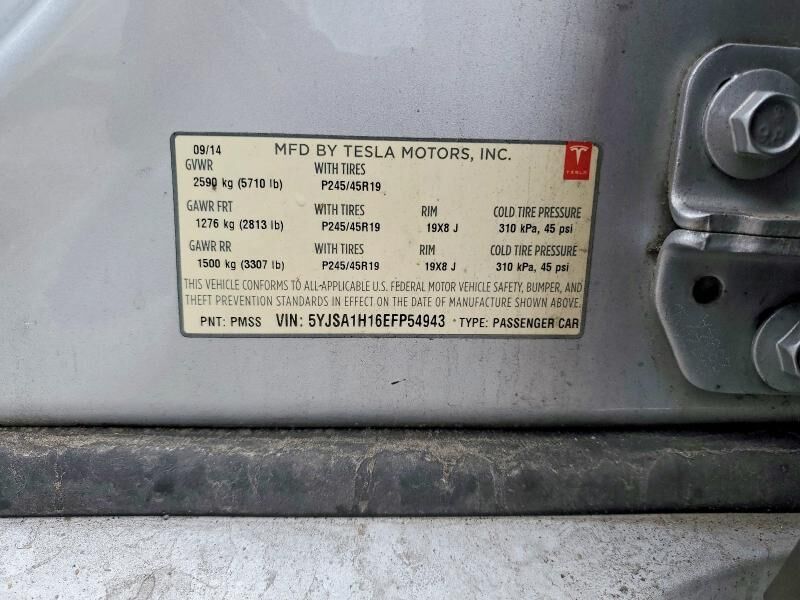 09/14 MFD BY TESLA MOTORS, INC.
TESLA
GVWR WITH TIRES
2590 kg (5710 lb) P245/45R19
GAWR FRT WITH TIRES RIM COLD TIRE PRESSURE
1276 kg (2813 lb) P245/45R19 19X8 J 310 kPa, 45 psi
GAWR RR WITH TIRES RIM COLD TIRE PRESSURE
1500 kg (3307 lb) P245/45R19 19X8 J 310 kPa, 45 psi
THIS VEHICLE CONFORMS TO ALL-APPLICABLE U.S. FEDERAL MOTOR VEHICLE SAFETY, BUMPER, AND
THEFT PREVENTION STANDARDS IN EFFECT ON THE DATE OF MANUFACTURE SHOWN ABOVE.
PNT: PMSS VIN: 5YJSA1H16EFP54943 TYPE: PASSENGER CAR